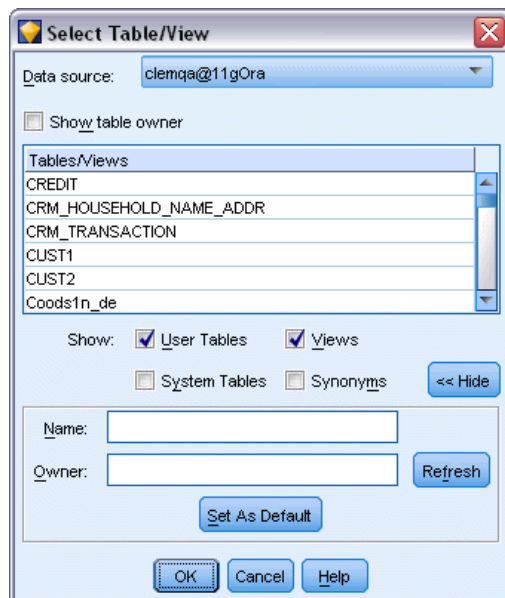 Select Table/View
Data source: clemqa@11gOra
Show table owner
Tables/Views
CREDIT
CRM_HOUSEHOLD_NAME_ADDR
CRM_TRANSACTION
CUST1
CUST2
Coods1n_de
Show: User Tables Views
System Tables Synonyms << Hide
Name:
Owner: Refresh
Set As Default
OK Cancel Help